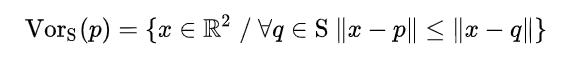 Vor_S(p) = {x ∈ ℝ² / ∀q ∈ S ‖x − p‖ ≤ ‖x − q‖}